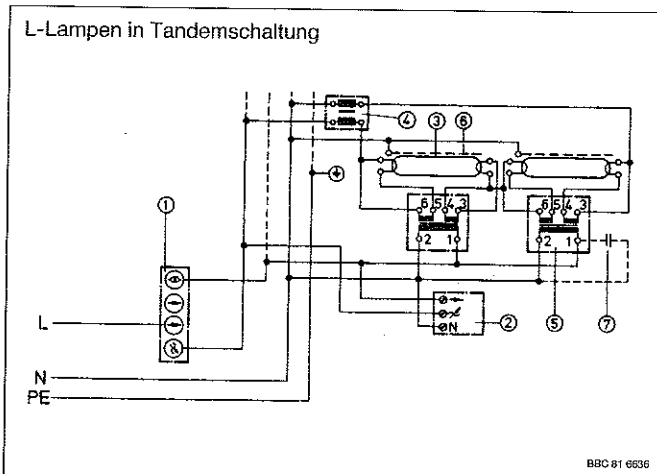 L-Lampen in Tandemschaltung
④
③ ⑥
①
6 5 4 3
6 5 4 3
2 1
2 1
L
N
② ⑤ ⑦
N
PE
BBC 81 6636